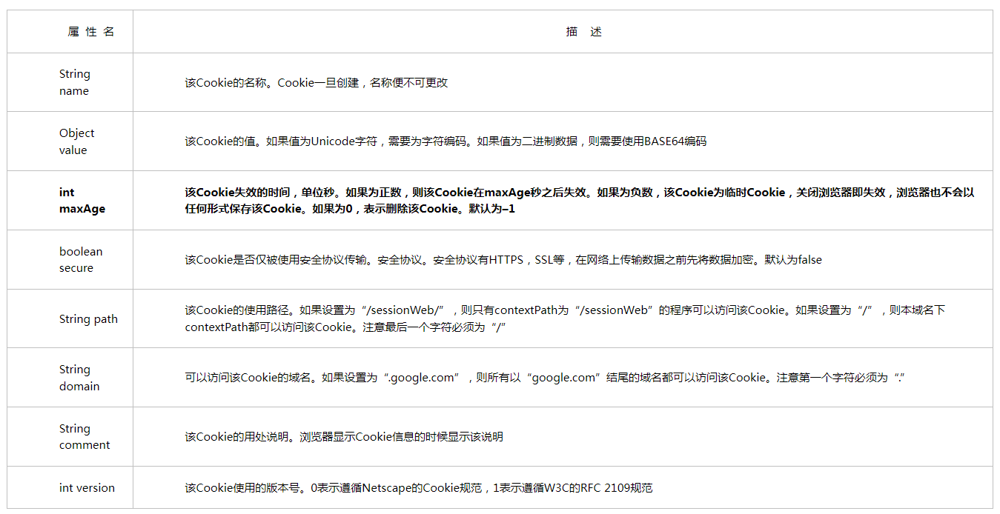 属 性 名
描 述
String
name
该Cookie的名称。Cookie一旦创建，名称便不可更改
Object
value
该Cookie的值。如果值为Unicode字符，需要为字符编码。如果值为二进制数据，则需要使用BASE64编码
int
maxAge
该Cookie失效的时间，单位秒。如果为正数，则该Cookie在maxAge秒之后失效。如果为负数，该Cookie为临时Cookie，关闭浏览器即失效，浏览器也不会以
任何形式保存该Cookie。如果为0，表示删除该Cookie。默认为–1
boolean
secure
该Cookie是否仅被使用安全协议传输。安全协议。安全协议有HTTPS，SSL等，在网络上传输数据之前先将数据加密。默认为false
String path
该Cookie的使用路径。如果设置为“/sessionWeb/”，则只有contextPath为“/sessionWeb”的程序可以访问该Cookie。如果设置为“/”，则本域名下
contextPath都可以访问该Cookie。注意最后一个字符必须为“/”
String
domain
可以访问该Cookie的域名。如果设置为“.google.com”，则所有以“google.com”结尾的域名都可以访问该Cookie。注意第一个字符必须为“.”
String
comment
该Cookie的用处说明。浏览器显示Cookie信息的时候显示该说明
int version
该Cookie使用的版本号。0表示遵循Netscape的Cookie规范，1表示遵循W3C的RFC 2109规范